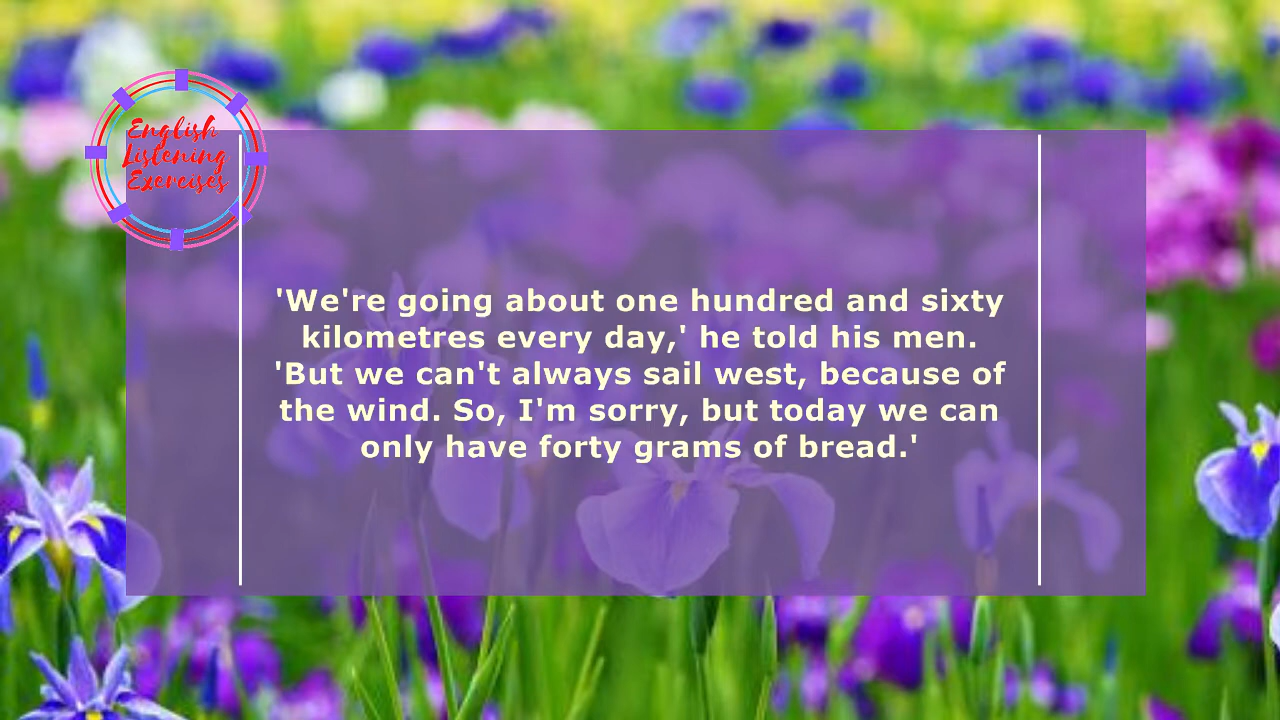 English
Listening
Exercises
'We're going about one hundred and sixty
kilometres every day,' he told his men.
'But we can't always sail west, because of
the wind. So, I'm sorry, but today we can
only have forty grams of bread.'